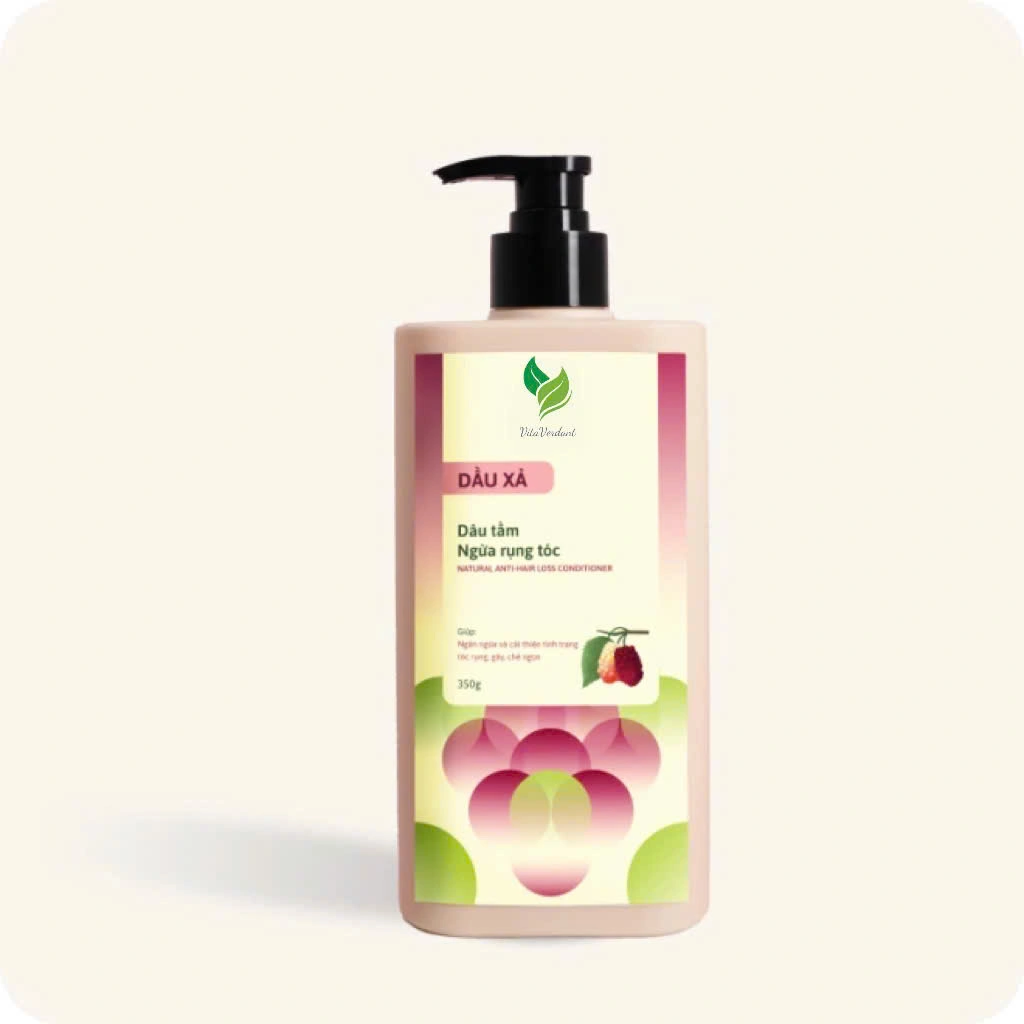 VitaVerdant
DẦU XẢ
Dâu tằm
Ngừa rụng tóc
NATURAL ANTI-HAIR LOSS CONDITIONER
Giúp:
Ngăn ngừa và cải thiện tình trạng
tóc rụng, gãy, chẻ ngọn
350g